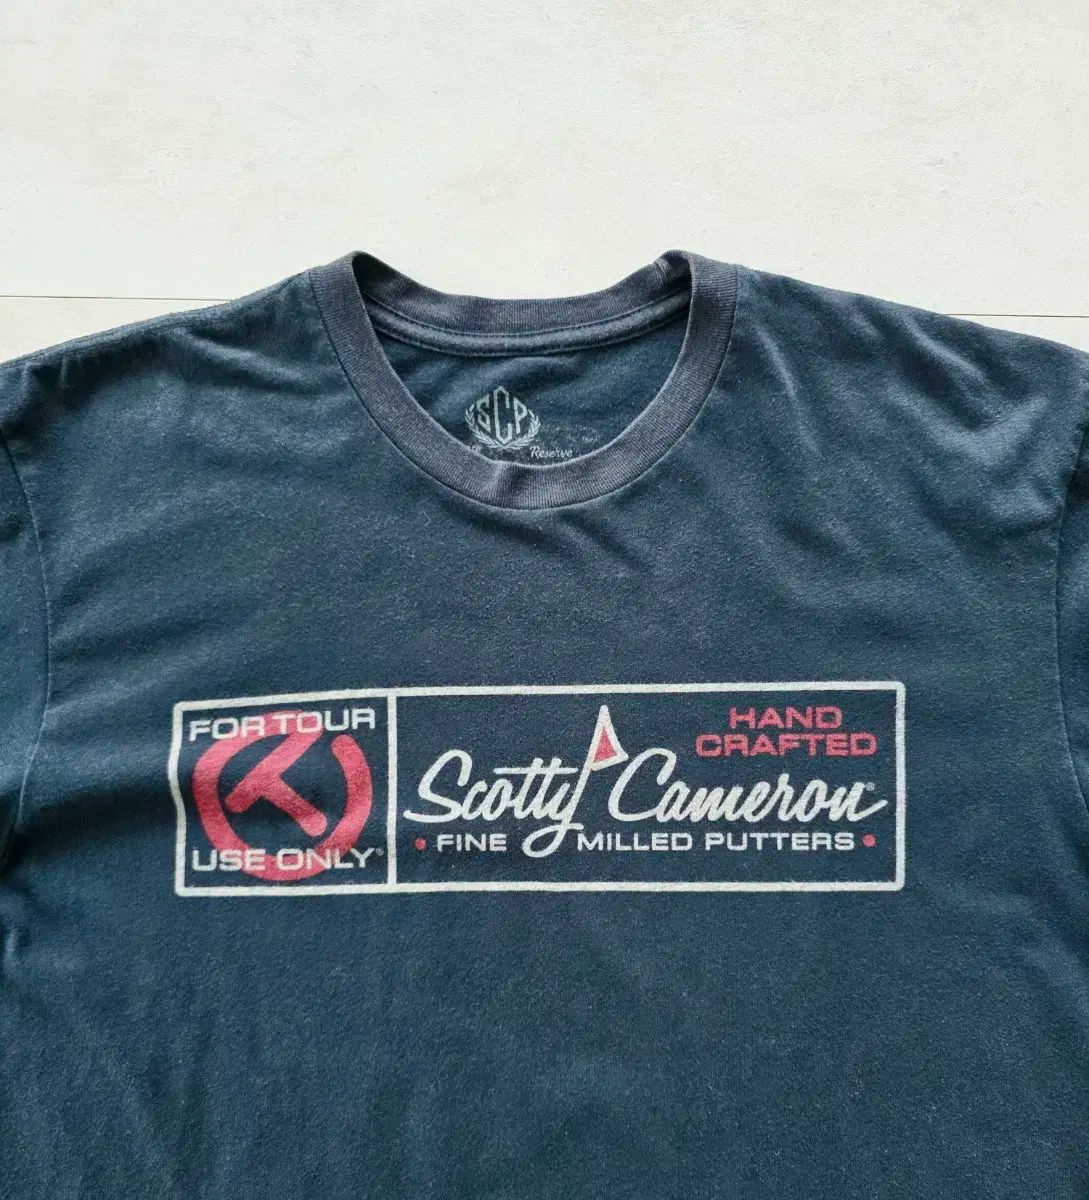 SCP
Reserve
FOR TOUR
USE ONLY®
HAND
CRAFTED
Scotty Cameron®
• FINE MILLED PUTTERS •